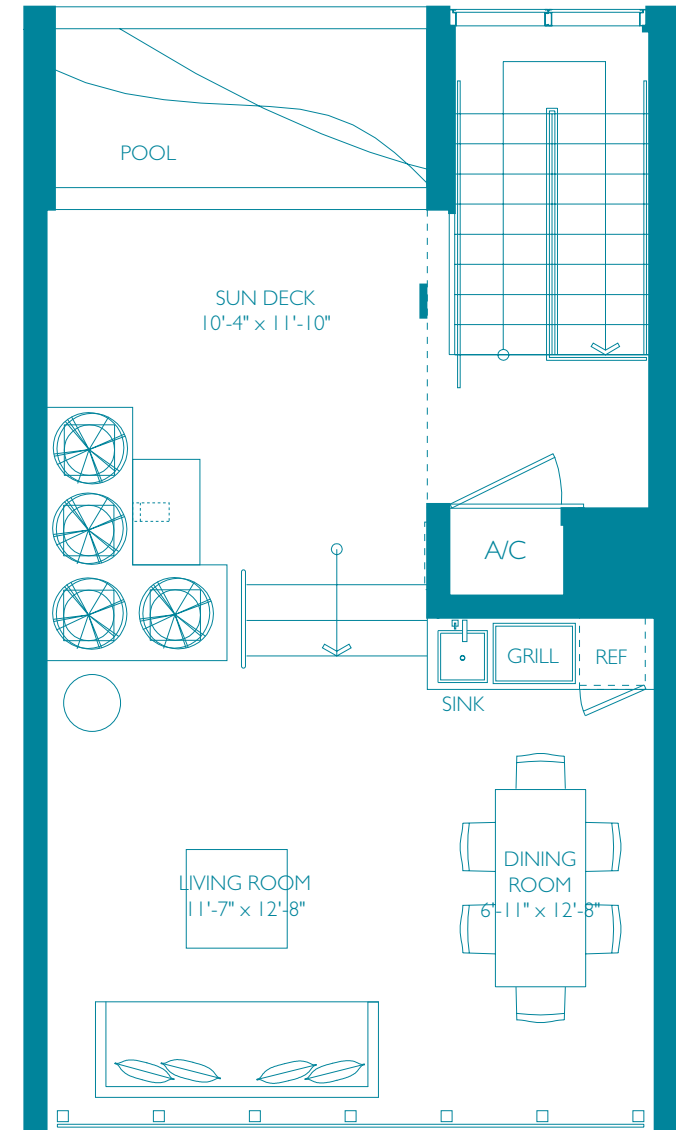 POOL
SUN DECK
10'-4" x 11'-10"
A/C
GRILL
REF
SINK
DINING
ROOM
6'-11" x 12'-8"
LIVING ROOM
11'-7" x 12'-8"